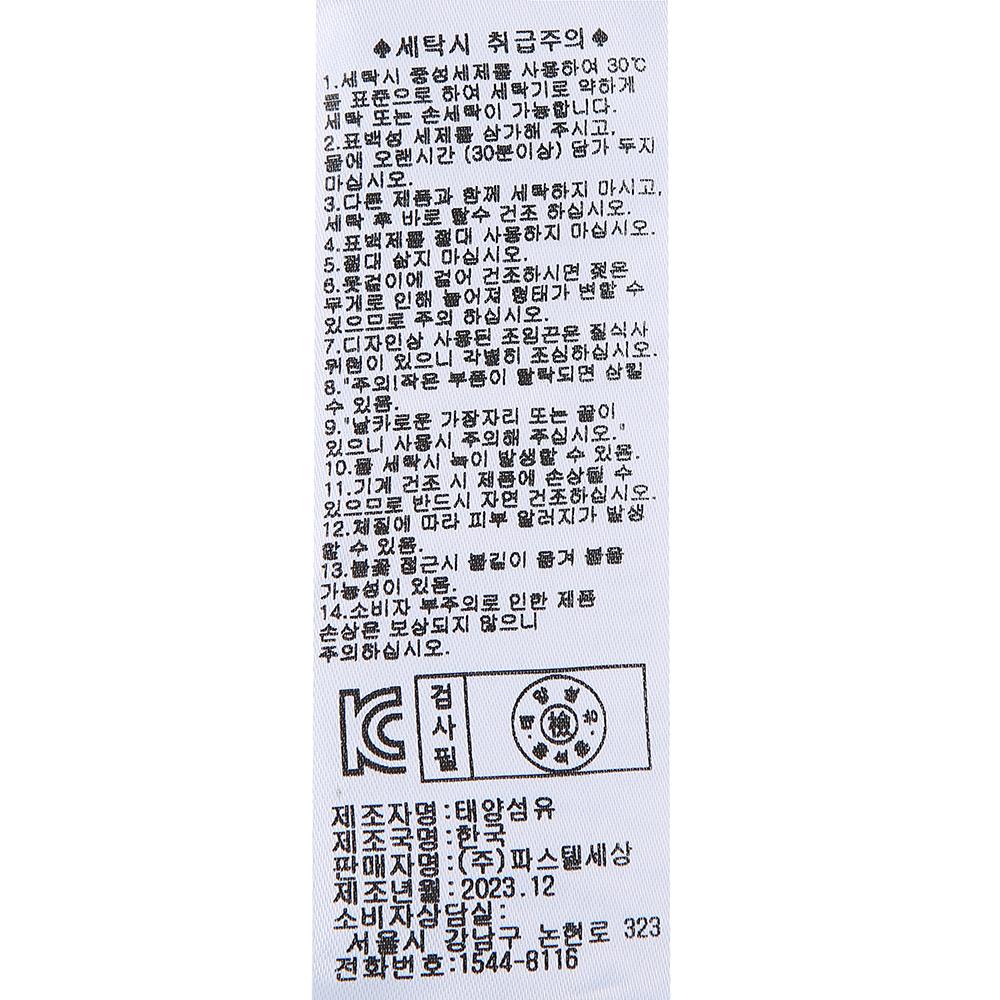 ♠세탁시 취급주의♠
1.세탁시 중성세제를 사용하여 30℃
를 표준으로 하여 세탁기로 약하게
세탁 또는 손세탁이 가능합니다.
2.표백성 세제를 삼가해 주시고,
물에 오랜시간 (30분이상) 담가 두지
마십시오.
3.다른 제품과 함께 세탁하지 마시고,
세탁 후 바로 탈수 건조 하십시오.
4.표백제를 절대 사용하지 마십시오.
5.절대 삶지 마십시오.
6.옷걸이에 걸어 건조하시면 젖은
무게로 인해 늘어져 형태가 변할 수
있으므로 주의 하십시오.
7.디자인상 사용된 조임끈은 질식사
위험이 있으니 각별히 조심하십시오.
8."주의!작은 부품이 탈락되면 삼킬
수 있음.
9."날카로운 가장자리 또는 끝이
있으니 사용시 주의해 주십시오."
10.물 세탁시 녹이 발생할 수 있음.
11.기계 건조 시 제품에 손상될 수
있으므로 반드시 자연 건조하십시오.
12.체질에 따라 피부 알러지가 발생
할 수 있음.
13.불꽃 접근시 불길이 옮겨 붙을
가능성이 있음.
14.소비자 부주의로 인한 제품
손상은 보상되지 않으니
주의하십시오.
KC
검
사
필
檢
제조자명:태양섬유
제조국명:한국
판매자명:(주)파스텔세상
제조년월:2023.12
소비자상담실:
서울시 강남구 논현로 323
전화번호:1544-8116